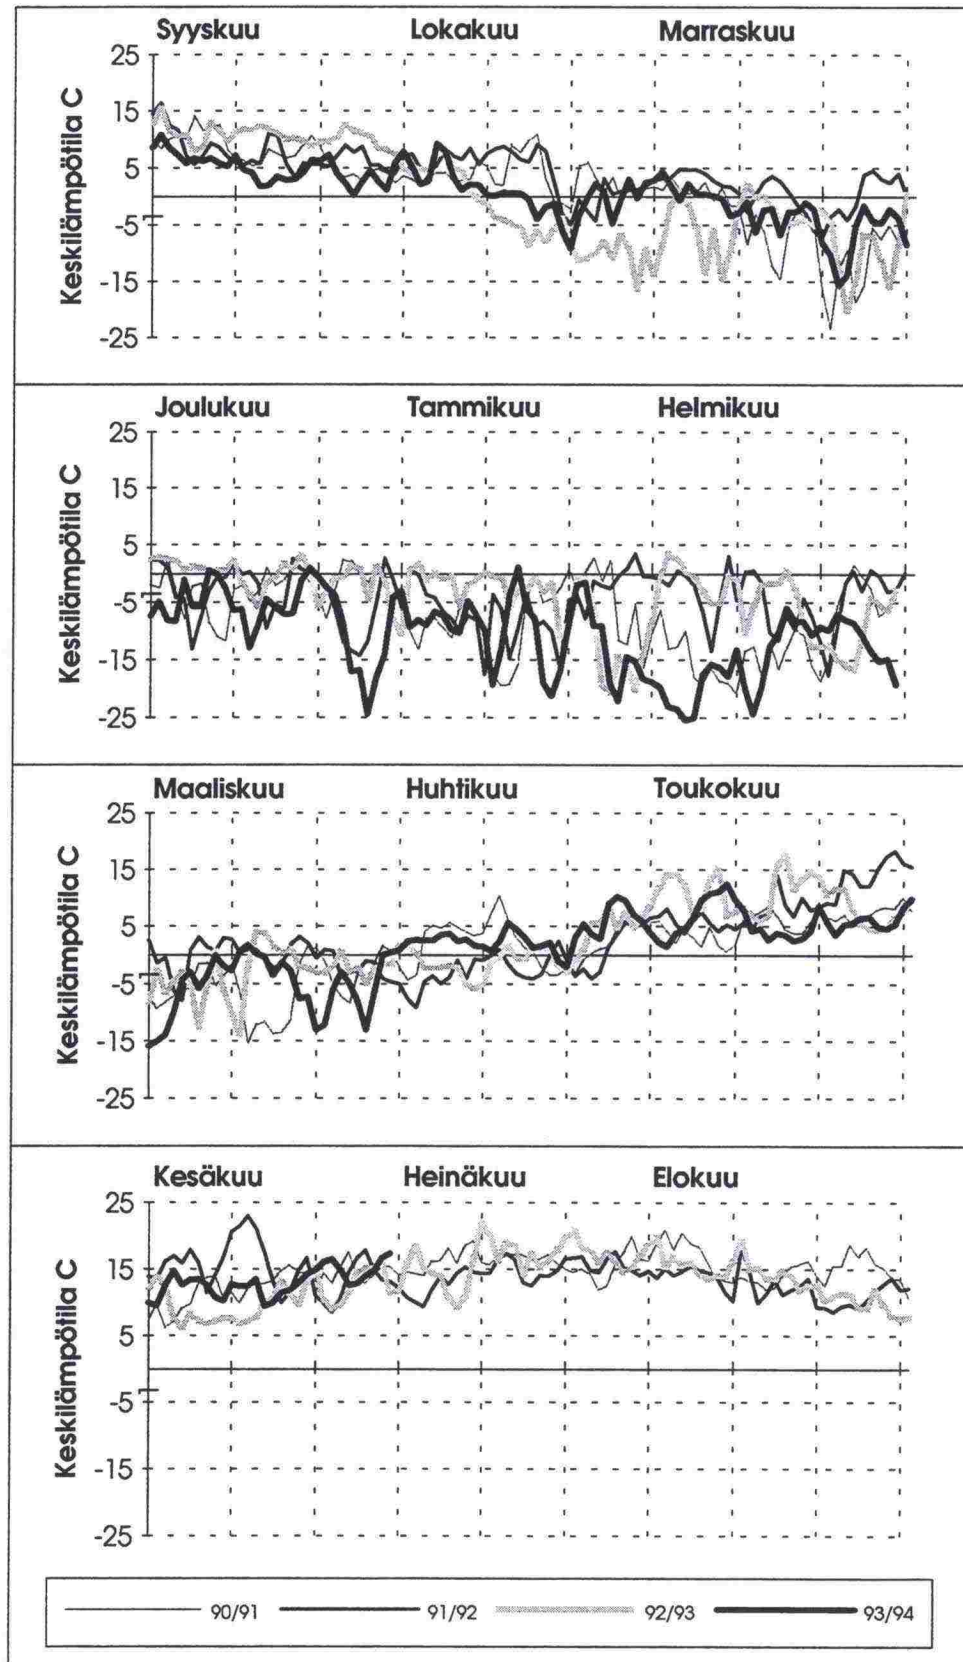 Syyskuu Lokakuu Marraskuu
Keskilämpötila C
25
15
5
-5
-15
-25
Joulukuu Tammikuu Helmikuu
Keskilämpötila C
25
15
5
-5
-15
-25
Maaliskuu Huhtikuu Toukokuu
Keskilämpötila C
25
15
5
-5
-15
-25
Kesäkuu Heinäkuu Elokuu
Keskilämpötila C
25
15
5
-5
-15
-25
90/91 91/92 92/93 93/94